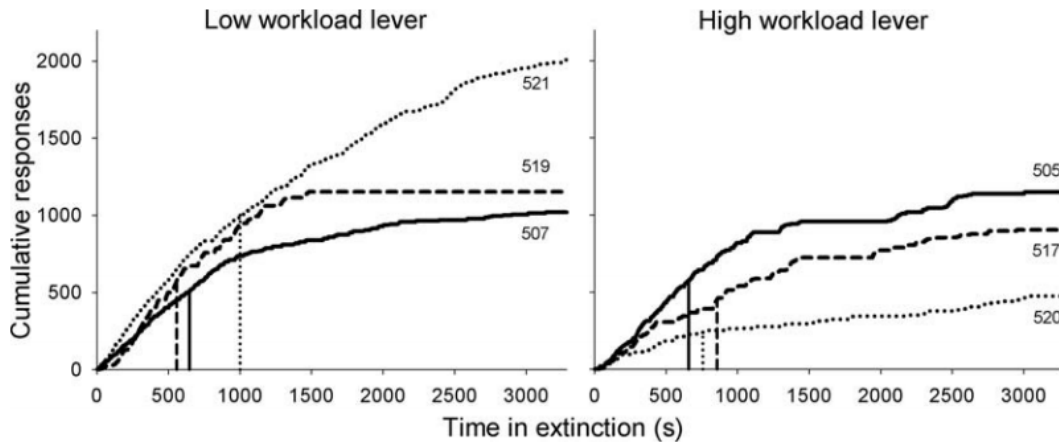 Low workload lever
High workload lever
Cumulative responses
2000
1500
1000
500
0
521
519
507
505
517
520
0 500 1000 1500 2000 2500 3000
0 500 1000 1500 2000 2500 3000
Time in extinction (s)